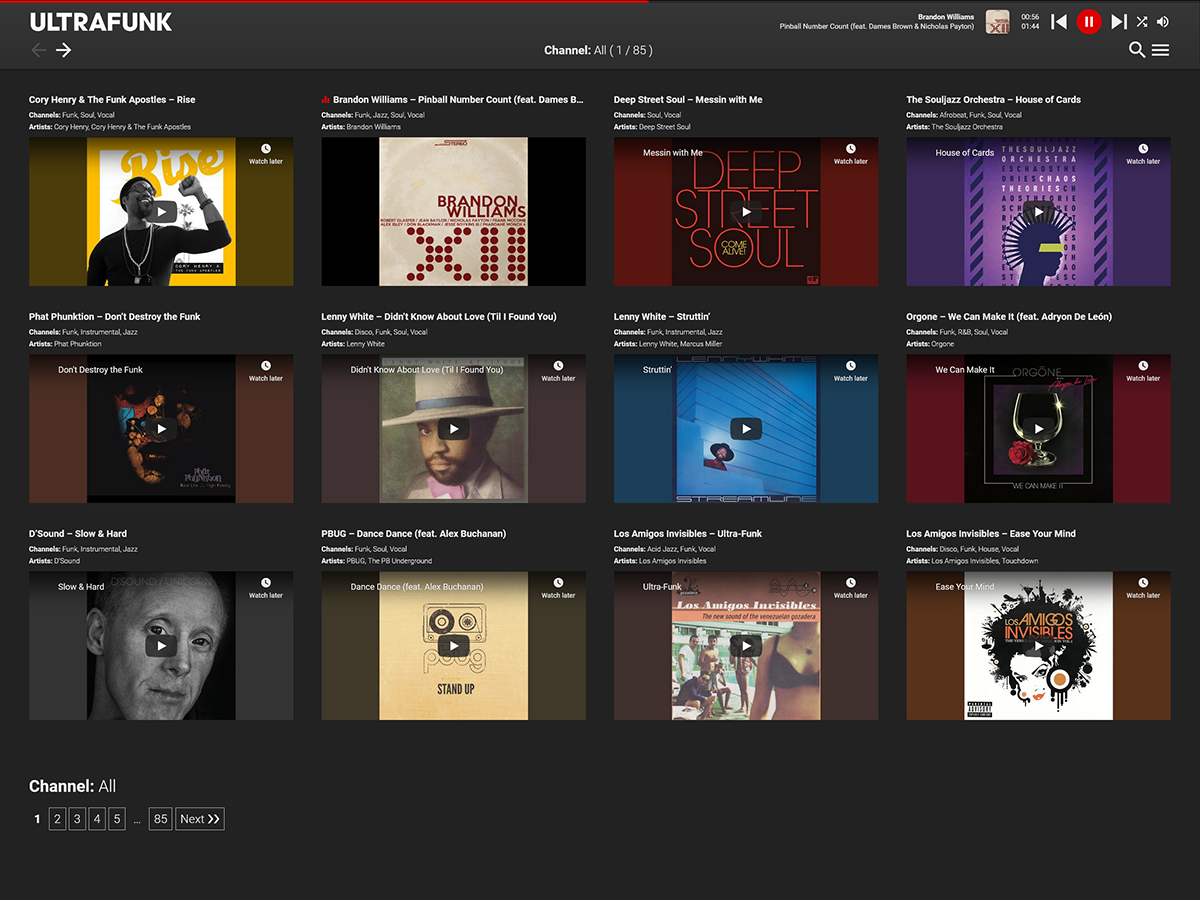 ULTRAFUNK
Brandon Williams
Pinball Number Count (feat. Dames Brown & Nicholas Payton)
00:56
01:44
Channel: All ( 1 / 85 )
Cory Henry & The Funk Apostles – Rise
Channels: Funk, Soul, Vocal
Artists: Cory Henry, Cory Henry & The Funk Apostles
Rise
Watch later
CORY HENRY &
THE FUNK APOSTLES
Brandon Williams – Pinball Number Count (feat. Dames B...
Channels: Funk, Jazz, Soul, Vocal
Artists: Brandon Williams
STEREO
BRANDON
WILLIAMS
ROBERT GLASPER / JEAN BAYLOR / NICHOLAS PAYTON / FRANK MCCOMB
ALEX ISLEY / DON BLACKMAN / JESSE BOYKINS III / PHAROAHE MONCH
XII
Deep Street Soul – Messin with Me
Channels: Soul, Vocal
Artists: Deep Street Soul
Messin with Me
Watch later
DEEP
STREET
SOUL
COME
ALIVE!
The Souljazz Orchestra – House of Cards
Channels: Afrobeat, Funk, Soul, Vocal
Artists: The Souljazz Orchestra
House of Cards
Watch later
THESOULJAZZ
ORCHESTRA
CHAOS
THEORIES
Phat Phunktion – Don't Destroy the Funk
Channels: Funk, Instrumental, Jazz
Artists: Phat Phunktion
Don't Destroy the Funk
Watch later
Phat
Phunktion
Lenny White – Didn't Know About Love (Til I Found You)
Channels: Disco, Funk, Soul, Vocal
Artists: Lenny White
Didn't Know About Love (Til I Found You)
Watch later
Lenny White – Struttin'
Channels: Funk, Instrumental, Jazz
Artists: Lenny White, Marcus Miller
LENNY WHITE
Struttin'
Watch later
STREAMLINE
Orgone – We Can Make It (feat. Adryon De León)
Channels: Funk, R&B, Soul, Vocal
Artists: Orgone
We Can Make It
Watch later
ORGŌNE
Adryon de León
WE CAN MAKE IT
D'Sound – Slow & Hard
Channels: Funk, Instrumental, Jazz
Artists: D'Sound
Slow & Hard
D'SOUND / UNICORN
Watch later
PBUG – Dance Dance (feat. Alex Buchanan)
Channels: Funk, Soul, Vocal
Artists: PBUG, The PB Underground
Dance Dance (feat. Alex Buchanan)
Watch later
pbug
STAND UP
Los Amigos Invisibles – Ultra-Funk
Channels: Acid Jazz, Funk, Vocal
Artists: Los Amigos Invisibles
Ultra-Funk
Watch later
Los Amigos Invisibles
The new sound of the venezuelan gozadera
Los Amigos Invisibles – Ease Your Mind
Channels: Disco, Funk, House, Vocal
Artists: Los Amigos Invisibles, Touchdown
Ease Your Mind
Watch later
LOS AMIGOS
INVISIBLES
PARENTAL
ADVISORY
EXPLICIT CONTENT
Channel: All
1 2 3 4 5 ... 85 Next